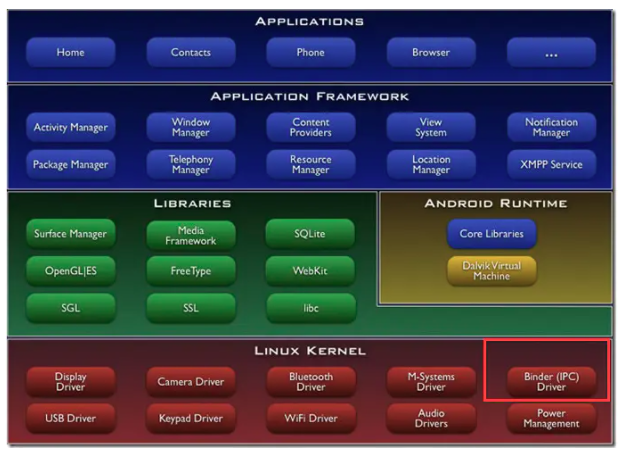 APPLICATIONS
Home
Contacts
Phone
Browser
...
APPLICATION FRAMEWORK
Activity Manager
Window
Manager
Content
Providers
View
System
Notification
Manager
Package Manager
Telephony
Manager
Resource
Manager
Location
Manager
XMPP Service
LIBRARIES
Surface Manager
Media
Framework
SQLite
OpenGL|ES
FreeType
WebKit
SGL
SSL
libc
ANDROID RUNTIME
Core Libraries
Dalvik Virtual
Machine
LINUX KERNEL
Display
Driver
Camera Driver
Bluetooth
Driver
M-Systems
Driver
Binder (IPC)
Driver
USB Driver
Keypad Driver
WiFi Driver
Audio
Drivers
Power
Management